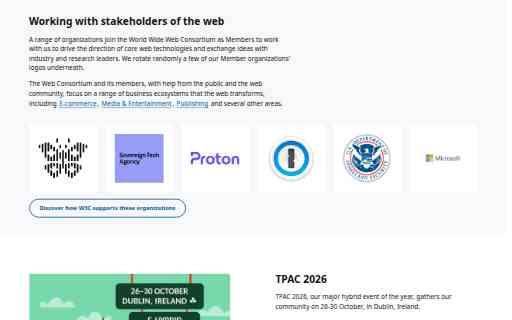 Working with stakeholders of the web
A range of organizations join the World Wide Web Consortium as Members to work
with us to drive the direction of core web technologies and exchange ideas with
industry and research leaders. We rotate randomly a few of our Member organizations'
logos underneath.
The Web Consortium and its members, with help from the public and the web
community, focus on a range of business ecosystems that the web transforms,
including E-commerce, Media & Entertainment, Publishing and several other areas.
Sovereign Tech
Agency
Proton
Microsoft
Discover how W3C supports these organizations
26–30 OCTOBER
DUBLIN, IRELAND
TPAC 2026
TPAC 2026, our major hybrid event of the year, gathers our
community on 26-30 October, in Dublin, Ireland.